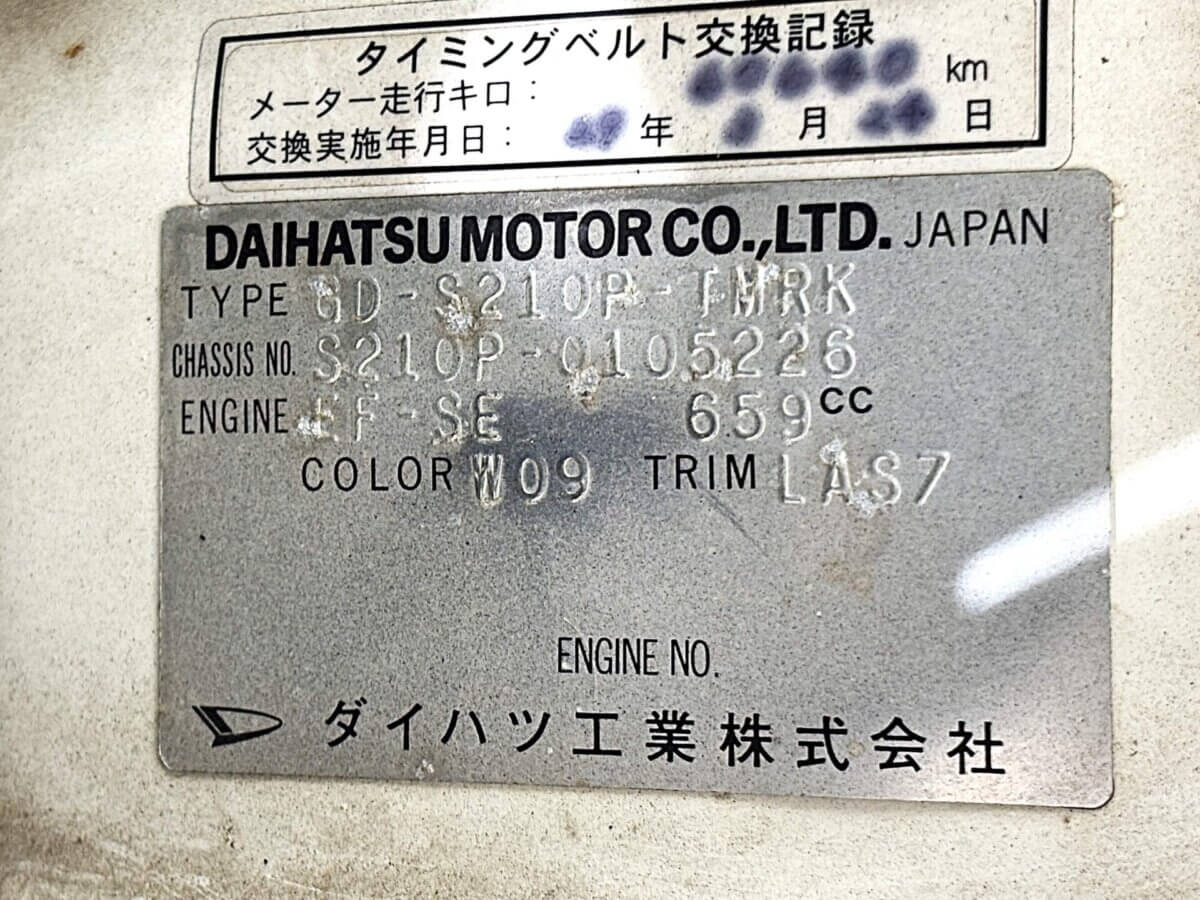 タイミングベルト交換記録
メーター走行キロ: km
交換実施年月日: 年 月 24 日
DAIHATSU MOTOR CO.,LTD. JAPAN
TYPE GD-S210P-TMRK
CHASSIS NO. S210P-0105226
ENGINE EF-SE 659 CC
COLOR W09 TRIM LAS7
ENGINE NO.
ダイハツ工業株式会社